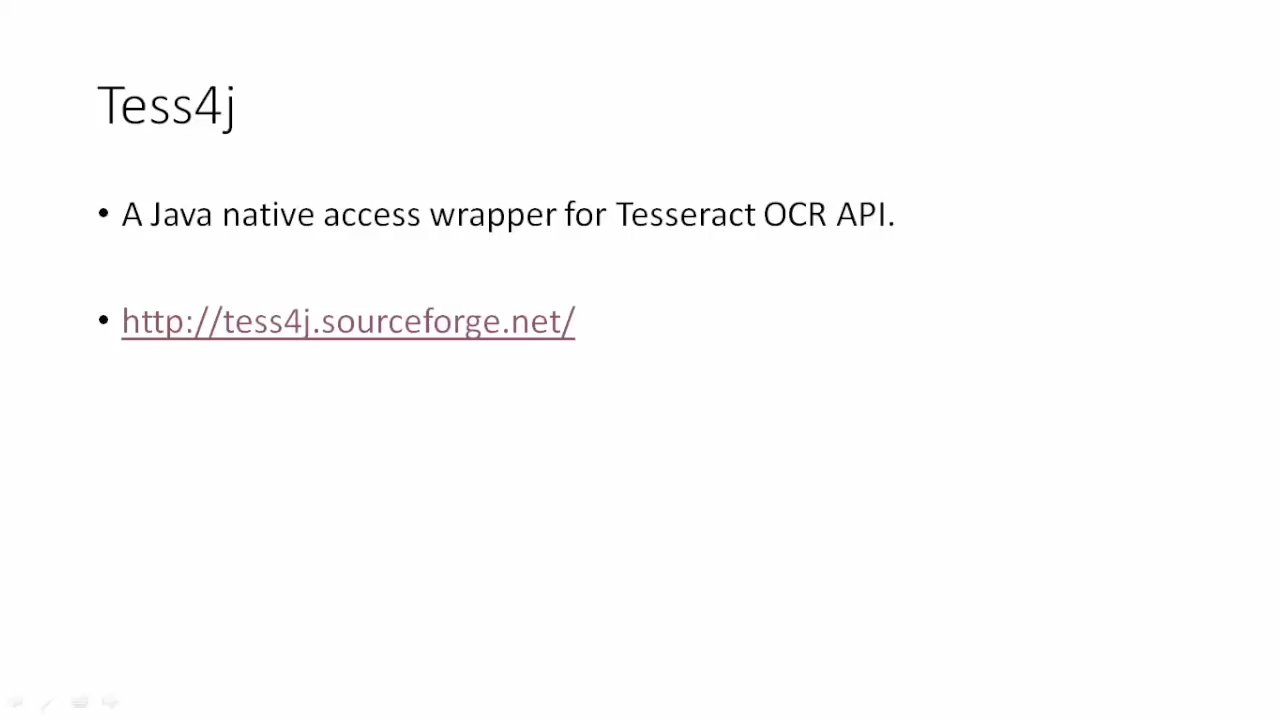 Tess4j
• A Java native access wrapper for Tesseract OCR API.
• http://tess4j.sourceforge.net/